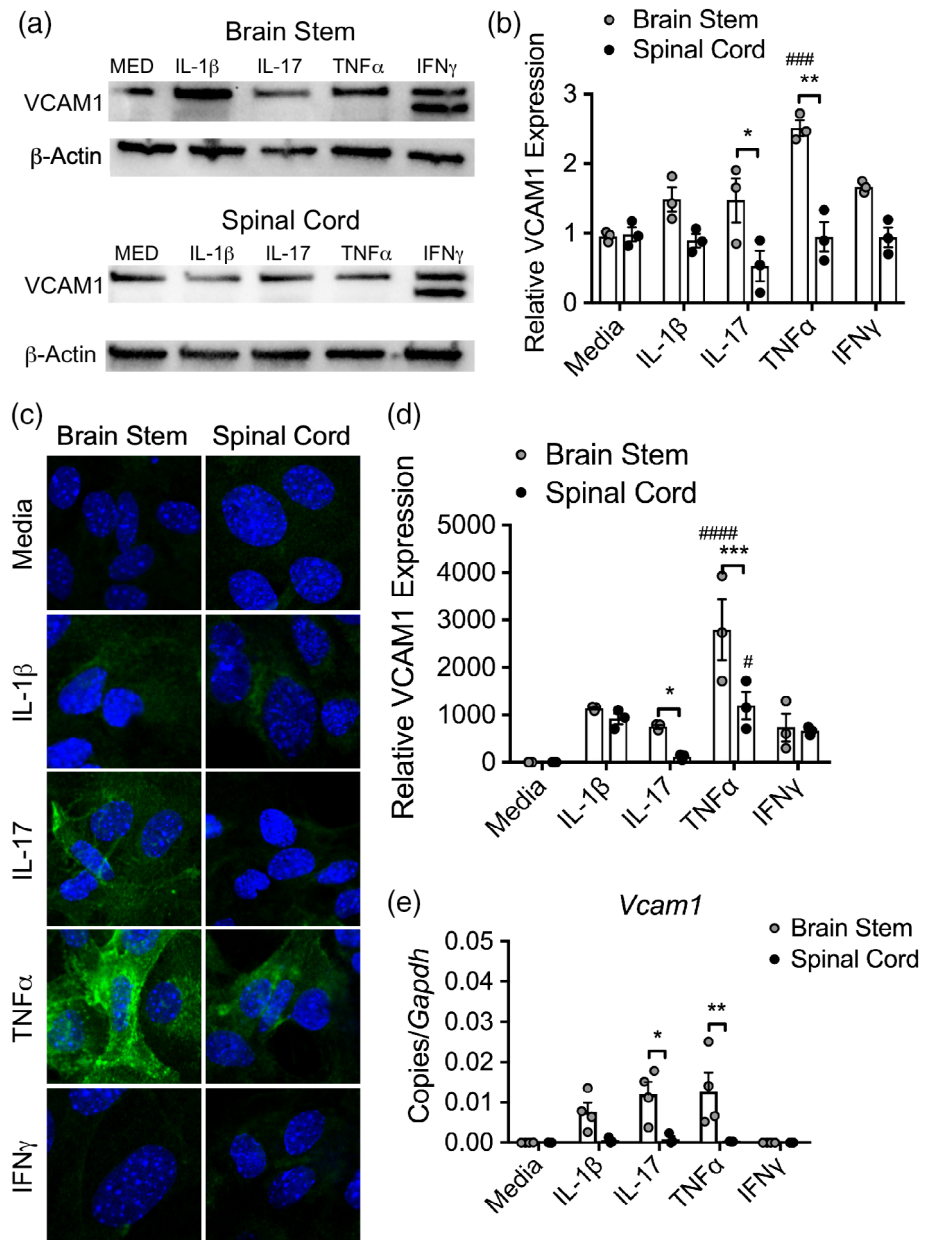 (a)
Brain Stem
MED IL-1β IL-17 TNFα IFNγ
VCAM1
β-Actin
Spinal Cord
MED IL-1β IL-17 TNFα IFNγ
VCAM1
β-Actin
(b)
Brain Stem
Spinal Cord
Relative VCAM1 Expression
3
2
1
0
*
###
**
Media IL-1β IL-17 TNFα IFNγ
(c)
Brain Stem Spinal Cord
Media
IL-1β
IL-17
TNFα
IFNγ
(d)
Brain Stem
Spinal Cord
Relative VCAM1 Expression
5000
4000
3000
2000
1000
0
*
####
***
#
Media IL-1β IL-17 TNFα IFNγ
(e)
Vcam1
Brain Stem
Spinal Cord
Copies/Gapdh
0.05
0.04
0.03
0.02
0.01
0.00
*
**
Media IL-1β IL-17 TNFα IFNγ